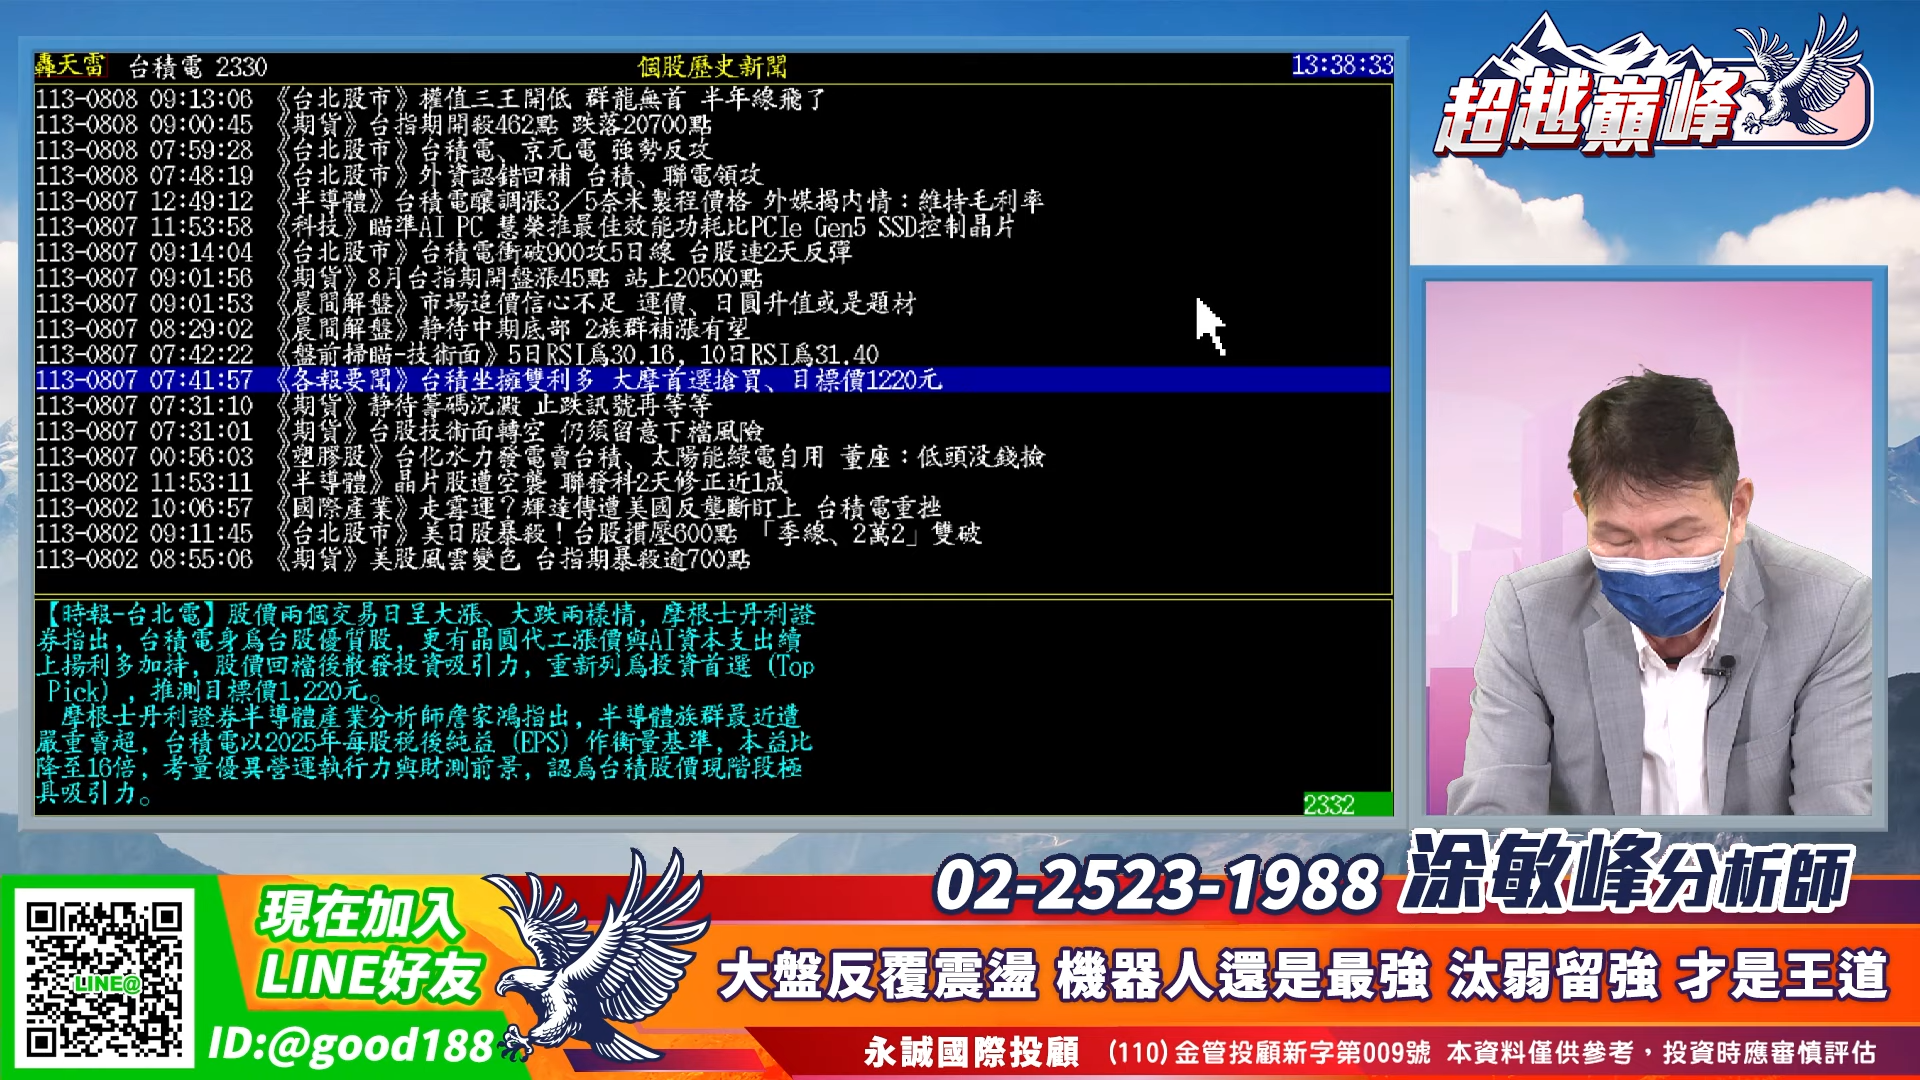 轟天雷 台積電 2330 個股歷史新聞 13:38:33
113-0808 09:13:06 《台北股市》權值三王開低 群龍無首 半年線飛了
113-0808 09:00:45 《期貨》台指期開殺462點 跌落20700點
113-0808 07:59:28 《台北股市》台積電、京元電 強勢反攻
113-0808 07:48:19 《台北股市》外資認錯回補 台積、聯電領攻
113-0807 12:49:12 《半導體》台積電釀調漲3/5奈米製程價格 外媒揭內情：維持毛利率
113-0807 11:53:58 《科技》瞄準AI PC 慧榮推最佳效能功耗比PCIe Gen5 SSD控制晶片
113-0807 09:14:04 《台北股市》台積電衝破900攻5日線 台股連2天反彈
113-0807 09:01:56 《期貨》8月台指期開盤漲45點 站上20500點
113-0807 09:01:53 《晨間解盤》市場追價信心不足 運價、日圓升值或是題材
113-0807 08:29:02 《晨間解盤》靜待中期底部 2族群補漲有望
113-0807 07:42:22 《盤前掃瞄-技術面》5日RSI為30.16, 10日RSI為31.40
113-0807 07:41:57 《各報要聞》台積坐擁雙利多 大摩首選搶買、目標價1220元
113-0807 07:31:10 《期貨》靜待籌碼沉澱 止跌訊號再等等
113-0807 07:31:01 《期貨》台股技術面轉空 仍須留意下檔風險
113-0807 00:56:03 《塑膠股》台化水力發電賣台積、太陽能綠電自用 董座：低頭沒錢撿
113-0802 11:53:11 《半導體》晶片股遭空襲 聯發科2天修正近1成
113-0802 10:06:57 《國際產業》走霉運？輝達傳遭美國反壟斷盯上 台積電重挫
113-0802 09:11:45 《台北股市》美日股暴殺！台股摜壓600點 「季線、2萬2」雙破
113-0802 08:55:06 《期貨》美股風雲變色 台指期暴殺逾700點
【時報-台北電】股價兩個交易日呈大漲、大跌兩樣情, 摩根士丹利證
券指出, 台積電身為台股優質股, 更有晶圓代工漲價與AI資本支出續
上揚利多加持, 股價回檔後散發投資吸引力, 重新列為投資首選 (Top
Pick) , 推測目標價1,220元。
摩根士丹利證券半導體產業分析師詹家鴻指出, 半導體族群最近遭
嚴重賣超, 台積電以2025年每股稅後純益 (EPS) 作衡量基準, 本益比
降至16倍, 考量優異營運執行力與財測前景, 認為台積股價現階段極
具吸引力。
2332
超越巔峰
02-2523-1988 涂敏峰分析師
現在加入
LINE好友
LINE@
ID:@good188
大盤反覆震盪 機器人還是最強 汰弱留強 才是王道
永誠國際投顧 (110)金管投顧新字第009號 本資料僅供參考，投資時應審慎評估